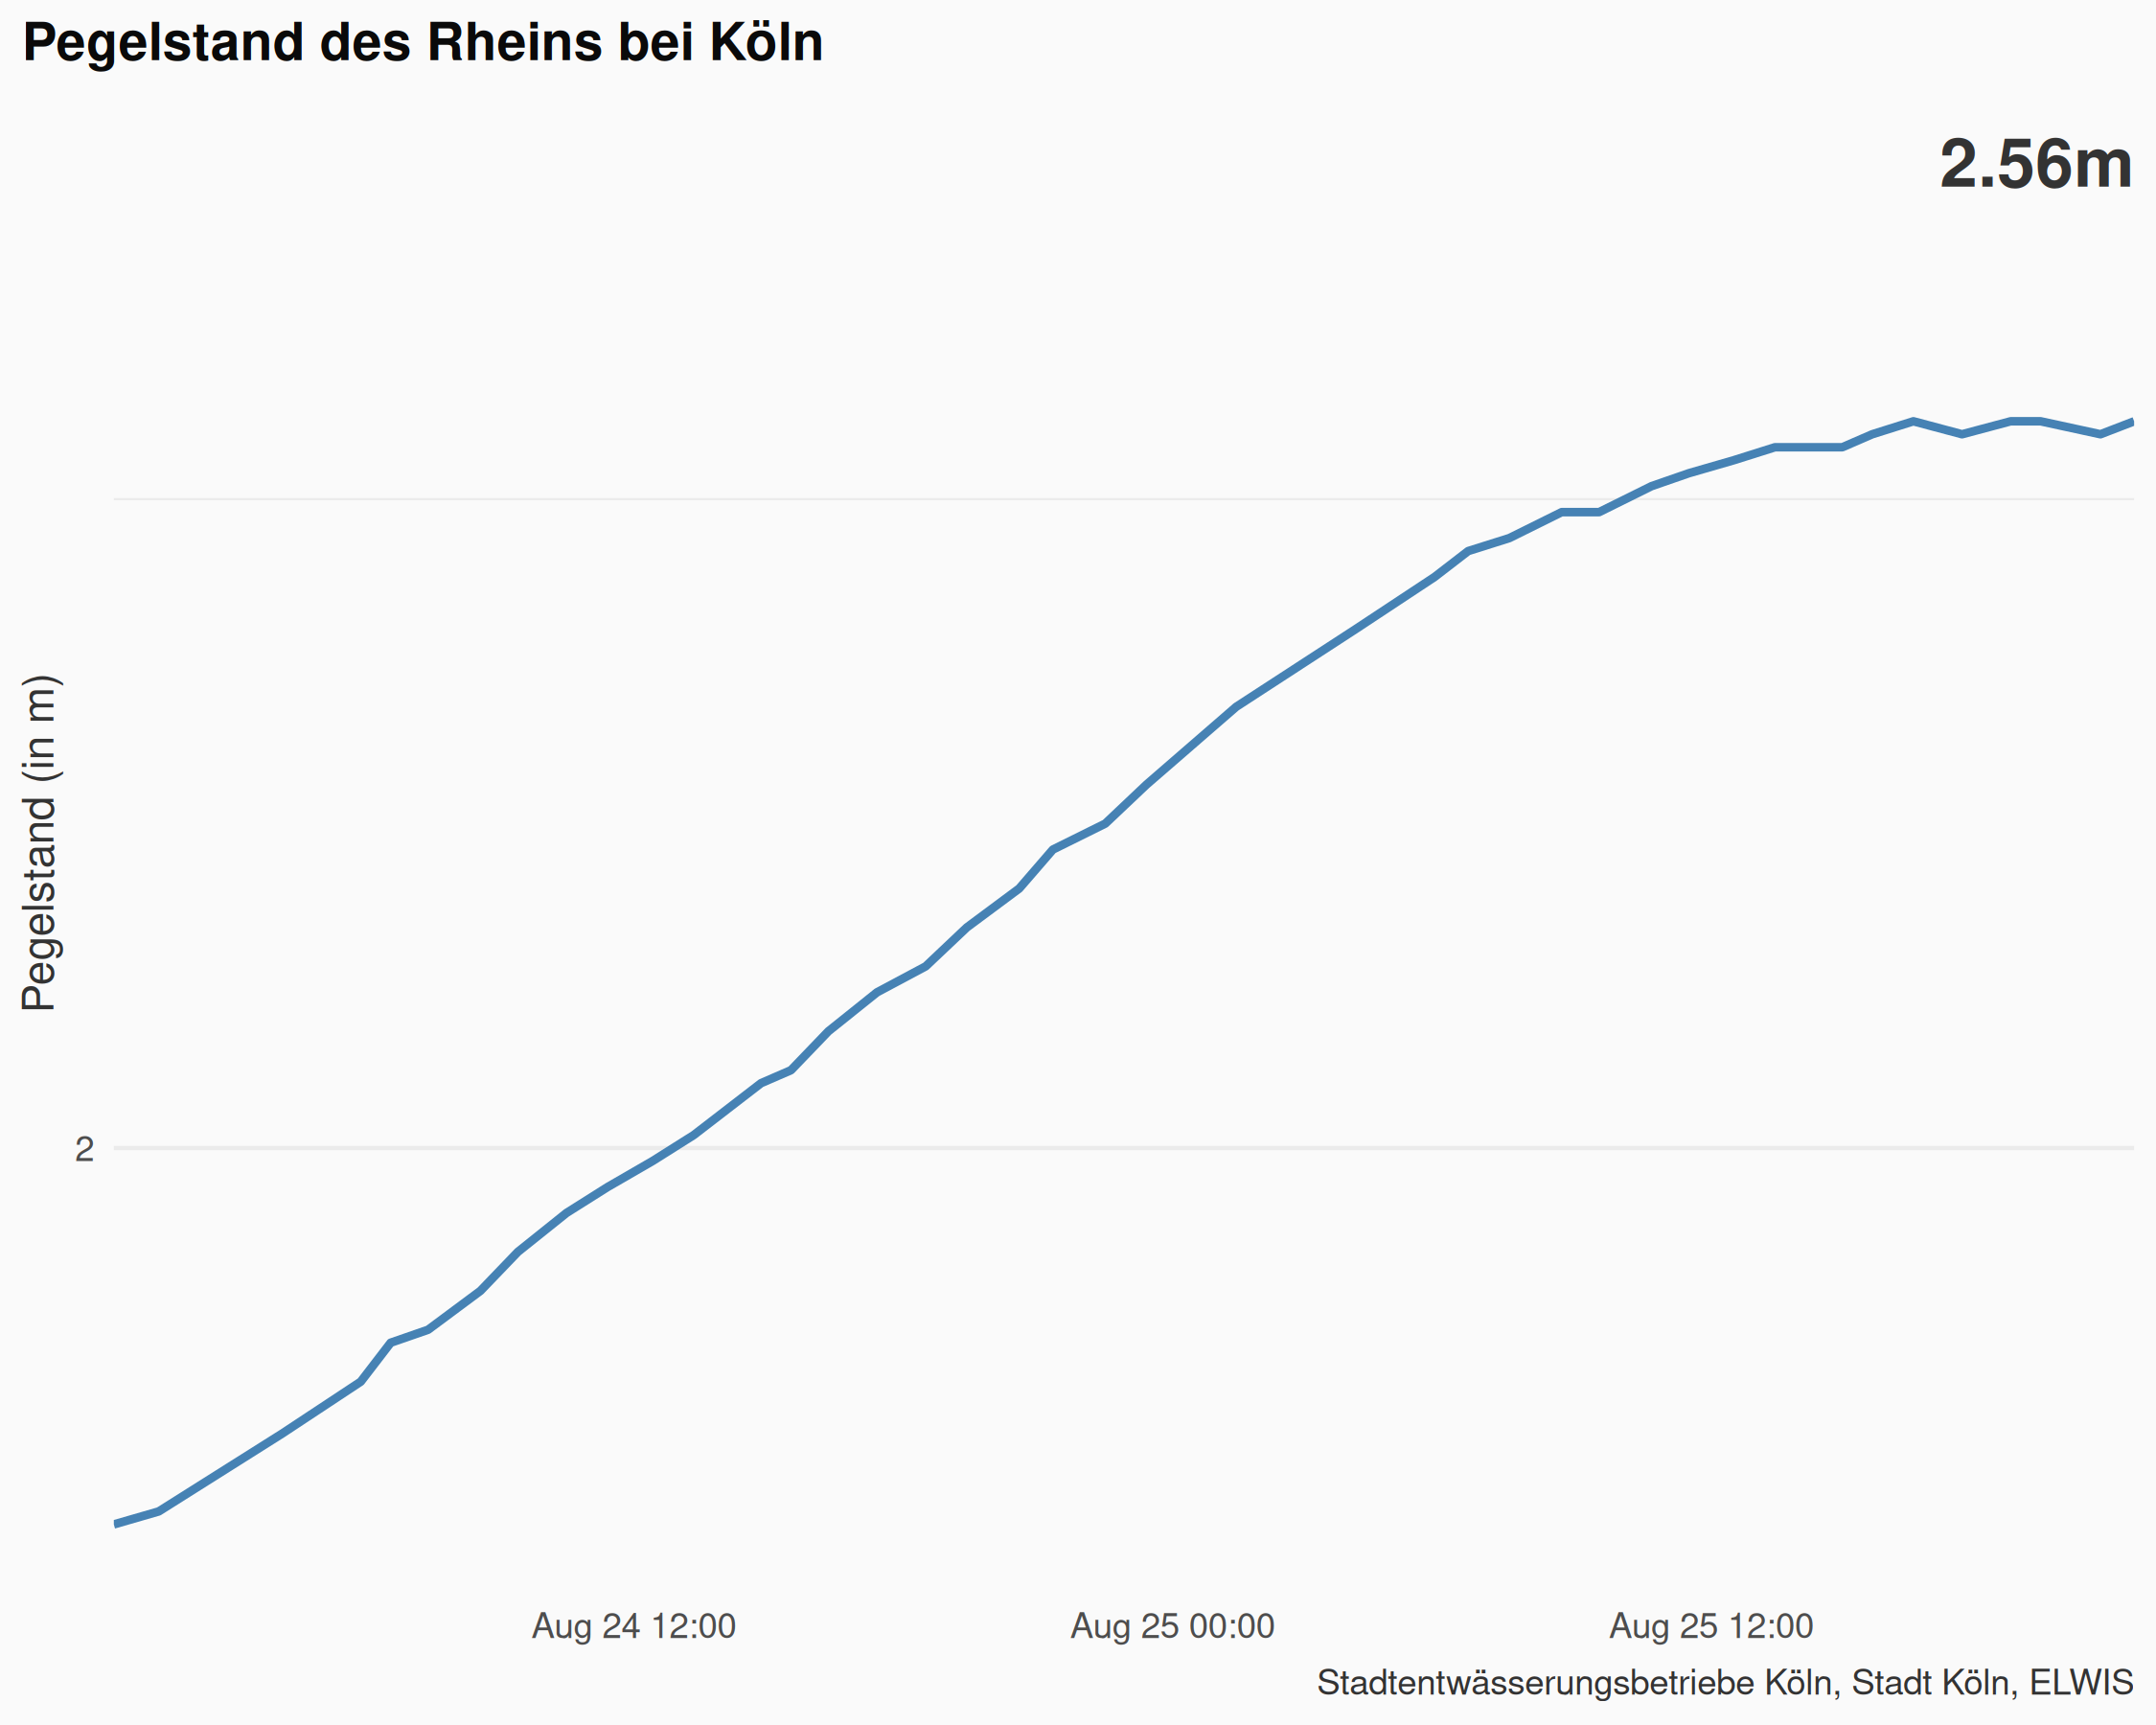 Pegelstand des Rheins bei Köln
2.56m
Pegelstand (in m)
2
Aug 24 12:00
Aug 25 00:00
Aug 25 12:00
Stadtentwässerungsbetriebe Köln, Stadt Köln, ELWIS